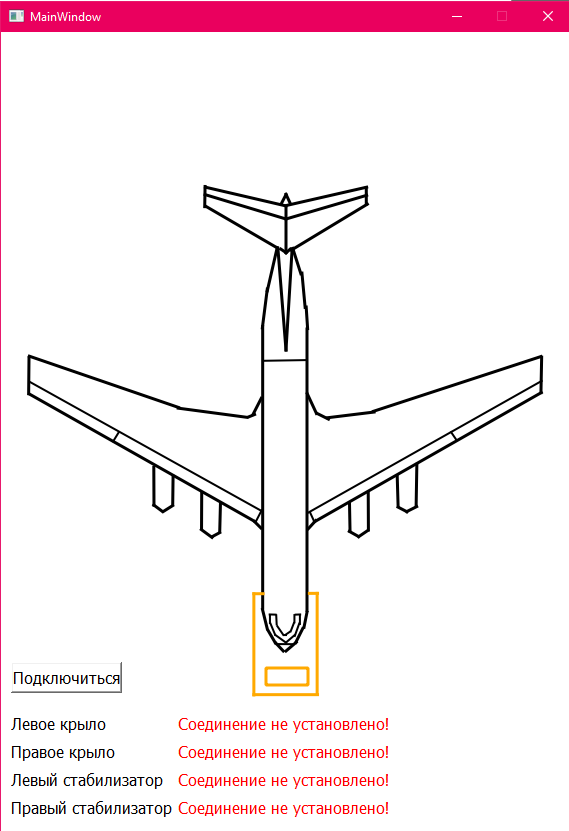 MainWindow
Подключиться
Левое крыло Соединение не установлено!
Правое крыло Соединение не установлено!
Левый стабилизатор Соединение не установлено!
Правый стабилизатор Соединение не установлено!